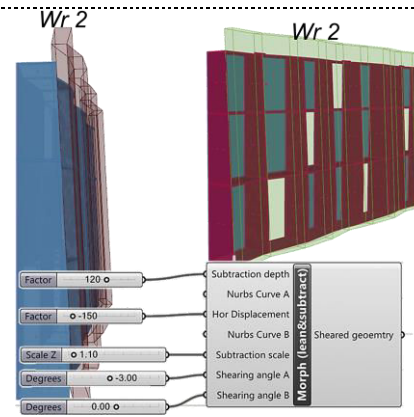 Wr 2
Wr 2
Factor 120
Factor -150
Scale Z 1.10
Degrees -3.00
Degrees 0.00
Subtraction depth
Nurbs Curve A
Hor Displacement
Nurbs Curve B
Subtraction scale
Shearing angle A
Shearing angle B
Morph (lean&subtract)
Sheared geoemtry